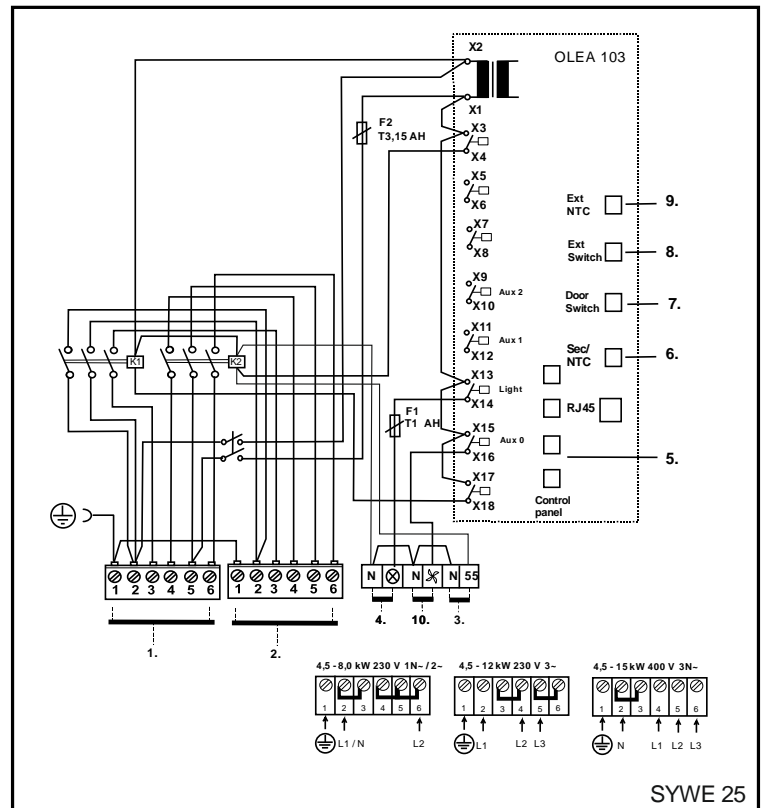 X2
OLEA 103
X1
F2
T3,15 AH
X3
X4
X5
X6
Ext
NTC
9.
X7
X8
Ext
Switch
8.
X9
X10
Aux 2
Door
Switch
7.
X11
X12
Aux 1
K1
K2
Sec/
NTC
6.
X13
X14
Light
RJ45
F1
T1 AH
X15
X16
Aux 0
5.
X17
X18
Control
panel
1 2 3 4 5 6
1 2 3 4 5 6
N N N 55
1.
2.
4. 10. 3.
4,5 - 8,0 kW 230 V 1N~ / 2~
1 2 3 4 5 6
L1 / N L2
4,5 - 12 kW 230 V 3~
1 2 3 4 5 6
L1 L2 L3
4,5 - 15 kW 400 V 3N~
1 2 3 4 5 6
N L1 L2 L3
SYWE 25